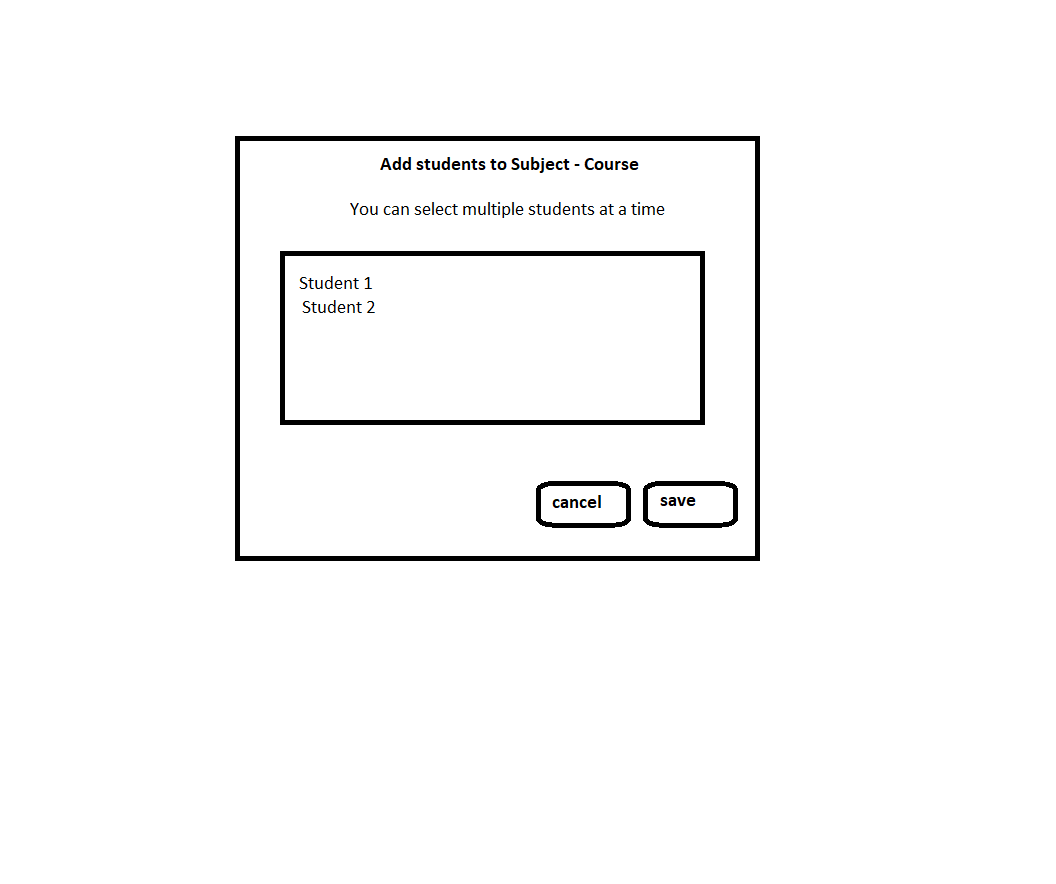 Add students to Subject - Course
You can select multiple students at a time
Student 1
Student 2
cancel
save